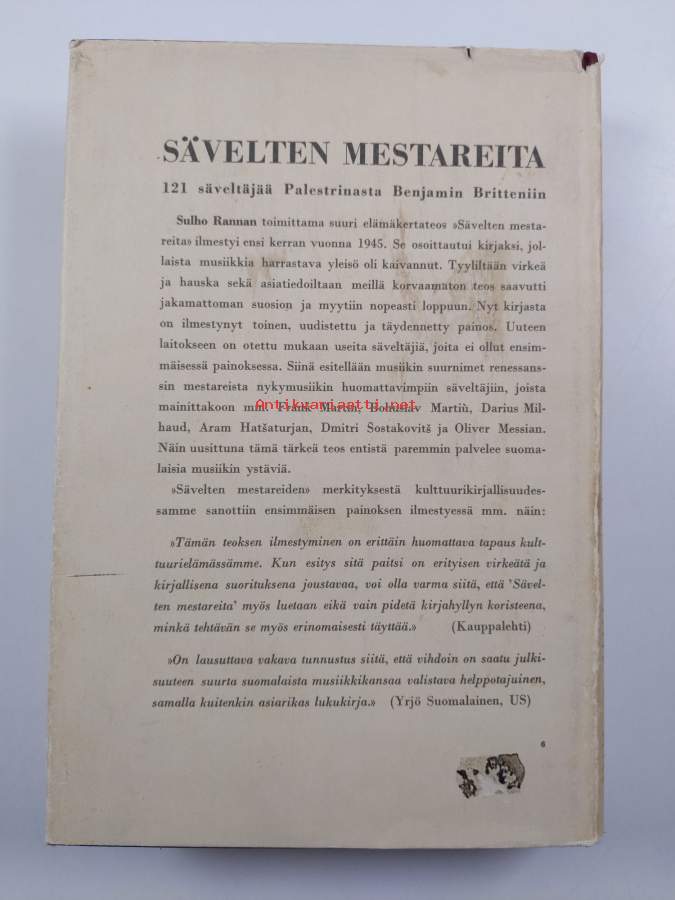 SÄVELTEN MESTAREITA
121 säveltäjää Palestrinasta Benjamin Britteniin
Sulho Rannan toimittama suuri elämäkertateos »Sävelten mesta-
reita» ilmestyi ensi kerran vuonna 1945. Se osoittautui kirjaksi, jol-
laista musiikkia harrastava yleisö oli kaivannut. Tyyliltään virkeä
ja hauska sekä asiatiedoiltaan meillä korvaamaton teos saavutti
jakamattoman suosion ja myytiin nopeasti loppuun. Nyt kirjasta
on ilmestynyt toinen, uudistettu ja täydennetty painos. Uuteen
laitokseen on otettu mukaan useita säveltäjiä, joita ei ollut ensim-
mäisessä painoksessa. Siinä esitellään musiikin suurnimet renessans-
sin mestareista nykymusiikin huomattavimpiin säveltäjiin, joista
mainittakoon mm. Frank Martin, Bohuslav Martiù, Darius Mil-
Antikvariaatti.net
haud, Aram Hatšaturjan, Dmitri Šostakovitš ja Oliver Messian.
Näin uusittuna tämä tärkeä teos entistä paremmin palvelee suoma-
laisia musiikin ystäviä.
»Sävelten mestareiden» merkityksestä kulttuurikirjallisuudes-
samme sanottiin ensimmäisen painoksen ilmestyessä mm. näin:
»Tämän teoksen ilmestyminen on erittäin huomattava tapaus kult-
tuurielämässämme. Kun esitys sitä paitsi on erityisen virkeätä ja
kirjallisena suorituksena joustavaa, voi olla varma siitä, että 'Sävel-
ten mestareita' myös luetaan eikä vain pidetä kirjahyllyn koristeena,
minkä tehtävän se myös erinomaisesti täyttää.» (Kauppalehti)
»On lausuttava vakava tunnustus siitä, että vihdoin on saatu julki-
suuteen suurta suomalaista musiikkikansaa valistava helppotajuinen,
samalla kuitenkin asiarikas lukukirja.» (Yrjö Suomalainen, US)
6